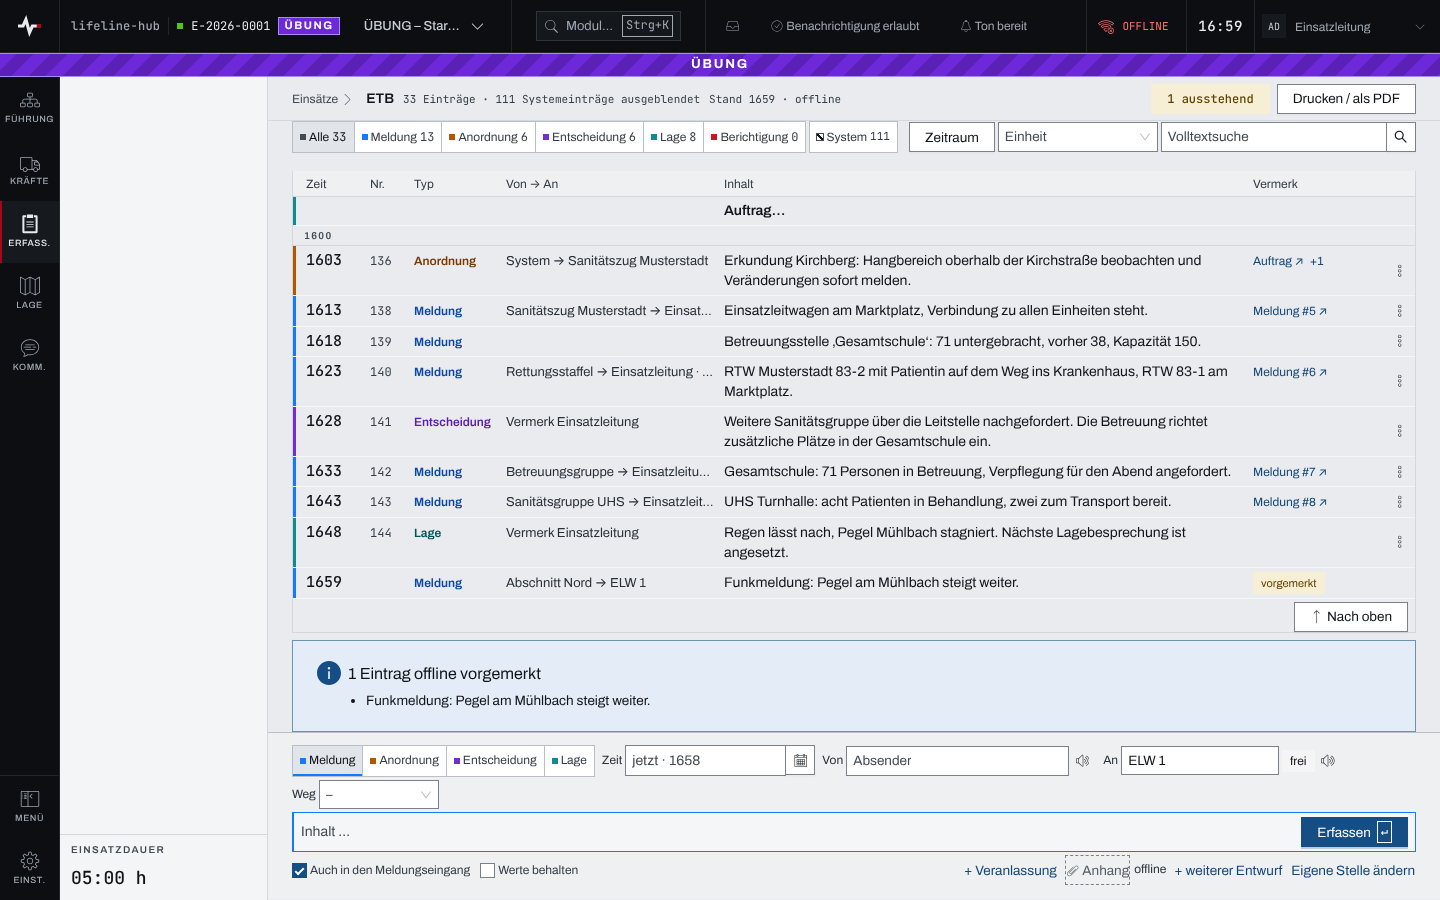 lifeline-hub E-2026-0001 ÜBUNG ÜBUNG – Star... Modul... Strg+K Benachrichtigung erlaubt Ton bereit OFFLINE 16:59 AD Einsatzleitung
ÜBUNG
FÜHRUNG
KRÄFTE
ERFASS.
LAGE
KOMM.
MENÜ
EINST.
EINSATZDAUER
05:00 h
Einsätze ETB 33 Einträge · 111 Systemeinträge ausgeblendet Stand 1659 · offline 1 ausstehend Drucken / als PDF
Alle 33 Meldung 13 Anordnung 6 Entscheidung 6 Lage 8 Berichtigung 0 System 111 Zeitraum Einheit Volltextsuche
Zeit Nr. Typ Von → An Inhalt Vermerk
Auftrag...
1600
1603 136 Anordnung System → Sanitätszug Musterstadt Erkundung Kirchberg: Hangbereich oberhalb der Kirchstraße beobachten und Auftrag ↗ +1
Veränderungen sofort melden.
1613 138 Meldung Sanitätszug Musterstadt → Einsat... Einsatzleitwagen am Marktplatz, Verbindung zu allen Einheiten steht. Meldung #5 ↗
1618 139 Meldung Betreuungsstelle ‚Gesamtschule‘: 71 untergebracht, vorher 38, Kapazität 150.
1623 140 Meldung Rettungsstaffel → Einsatzleitung · ... RTW Musterstadt 83-2 mit Patientin auf dem Weg ins Krankenhaus, RTW 83-1 am Meldung #6 ↗
Marktplatz.
1628 141 Entscheidung Vermerk Einsatzleitung Weitere Sanitätsgruppe über die Leitstelle nachgefordert. Die Betreuung richtet
zusätzliche Plätze in der Gesamtschule ein.
1633 142 Meldung Betreuungsgruppe → Einsatzleitu... Gesamtschule: 71 Personen in Betreuung, Verpflegung für den Abend angefordert. Meldung #7 ↗
1643 143 Meldung Sanitätsgruppe UHS → Einsatzleit... UHS Turnhalle: acht Patienten in Behandlung, zwei zum Transport bereit. Meldung #8 ↗
1648 144 Lage Vermerk Einsatzleitung Regen lässt nach, Pegel Mühlbach stagniert. Nächste Lagebesprechung ist
angesetzt.
1659 Meldung Abschnitt Nord → ELW 1 Funkmeldung: Pegel am Mühlbach steigt weiter. vorgemerkt
↑ Nach oben
1 Eintrag offline vorgemerkt
• Funkmeldung: Pegel am Mühlbach steigt weiter.
Meldung Anordnung Entscheidung Lage Zeit jetzt · 1658 Von Absender An ELW 1 frei
Weg –
Inhalt ... Erfassen ↵
Auch in den Meldungseingang Werte behalten + Veranlassung Anhang offline + weiterer Entwurf Eigene Stelle ändern